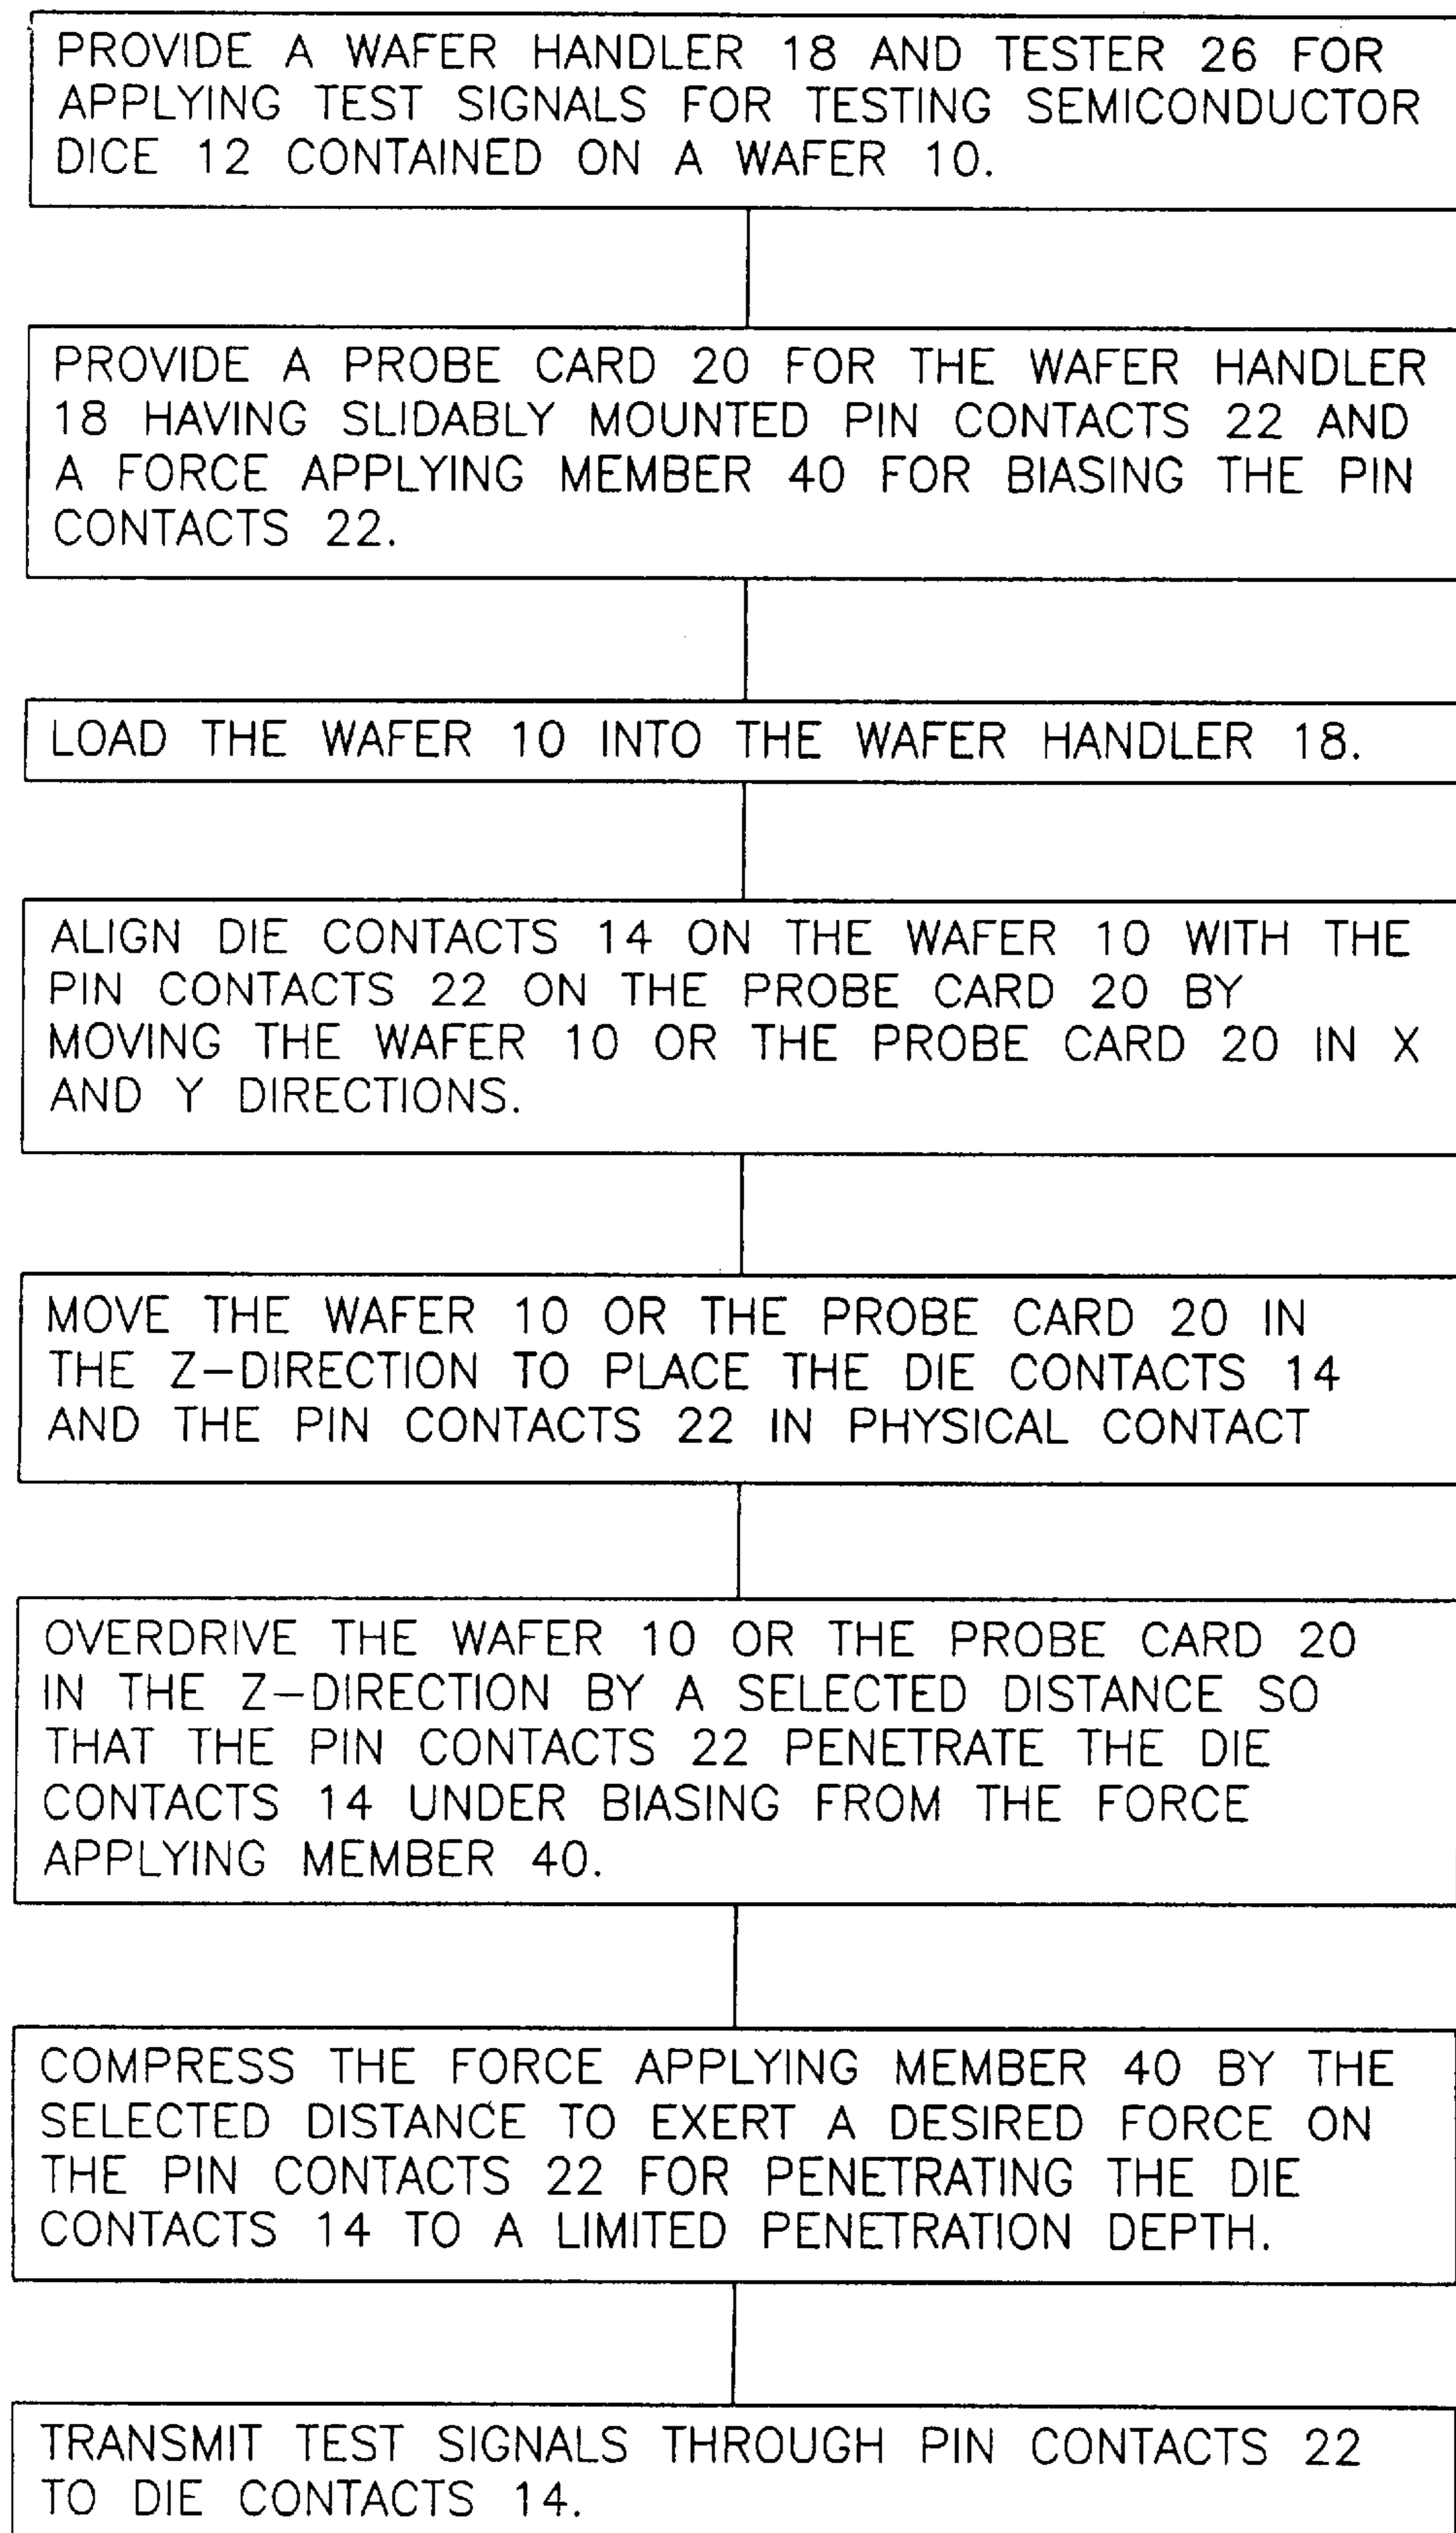 PROVIDE A WAFER HANDLER 18 AND TESTER 26 FOR
APPLYING TEST SIGNALS FOR TESTING SEMICONDUCTOR
DICE 12 CONTAINED ON A WAFER 10.
PROVIDE A PROBE CARD 20 FOR THE WAFER HANDLER
18 HAVING SLIDABLY MOUNTED PIN CONTACTS 22 AND
A FORCE APPLYING MEMBER 40 FOR BIASING THE PIN
CONTACTS 22.
LOAD THE WAFER 10 INTO THE WAFER HANDLER 18.
ALIGN DIE CONTACTS 14 ON THE WAFER 10 WITH THE
PIN CONTACTS 22 ON THE PROBE CARD 20 BY
MOVING THE WAFER 10 OR THE PROBE CARD 20 IN X
AND Y DIRECTIONS.
MOVE THE WAFER 10 OR THE PROBE CARD 20 IN
THE Z-DIRECTION TO PLACE THE DIE CONTACTS 14
AND THE PIN CONTACTS 22 IN PHYSICAL CONTACT
OVERDRIVE THE WAFER 10 OR THE PROBE CARD 20
IN THE Z-DIRECTION BY A SELECTED DISTANCE SO
THAT THE PIN CONTACTS 22 PENETRATE THE DIE
CONTACTS 14 UNDER BIASING FROM THE FORCE
APPLYING MEMBER 40.
COMPRESS THE FORCE APPLYING MEMBER 40 BY THE
SELECTED DISTANCE TO EXERT A DESIRED FORCE ON
THE PIN CONTACTS 22 FOR PENETRATING THE DIE
CONTACTS 14 TO A LIMITED PENETRATION DEPTH.
TRANSMIT TEST SIGNALS THROUGH PIN CONTACTS 22
TO DIE CONTACTS 14.